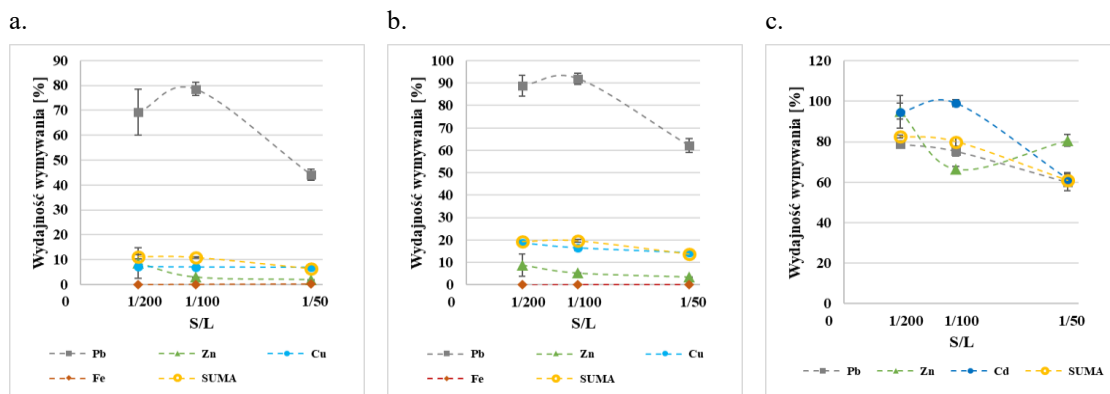 a.
Wydajność wymywania [%]
90
80
70
60
50
40
30
20
10
0
0
1/200
1/100
1/50
S/L
Pb
Zn
Cu
Fe
SUMA
b.
Wydajność wymywania [%]
100
90
80
70
60
50
40
30
20
10
0
0
1/200
1/100
1/50
S/L
Pb
Zn
Cu
Fe
SUMA
c.
Wydajność wymywania [%]
120
100
80
60
40
20
0
0
1/200
1/100
1/50
S/L
Pb
Zn
Cd
SUMA